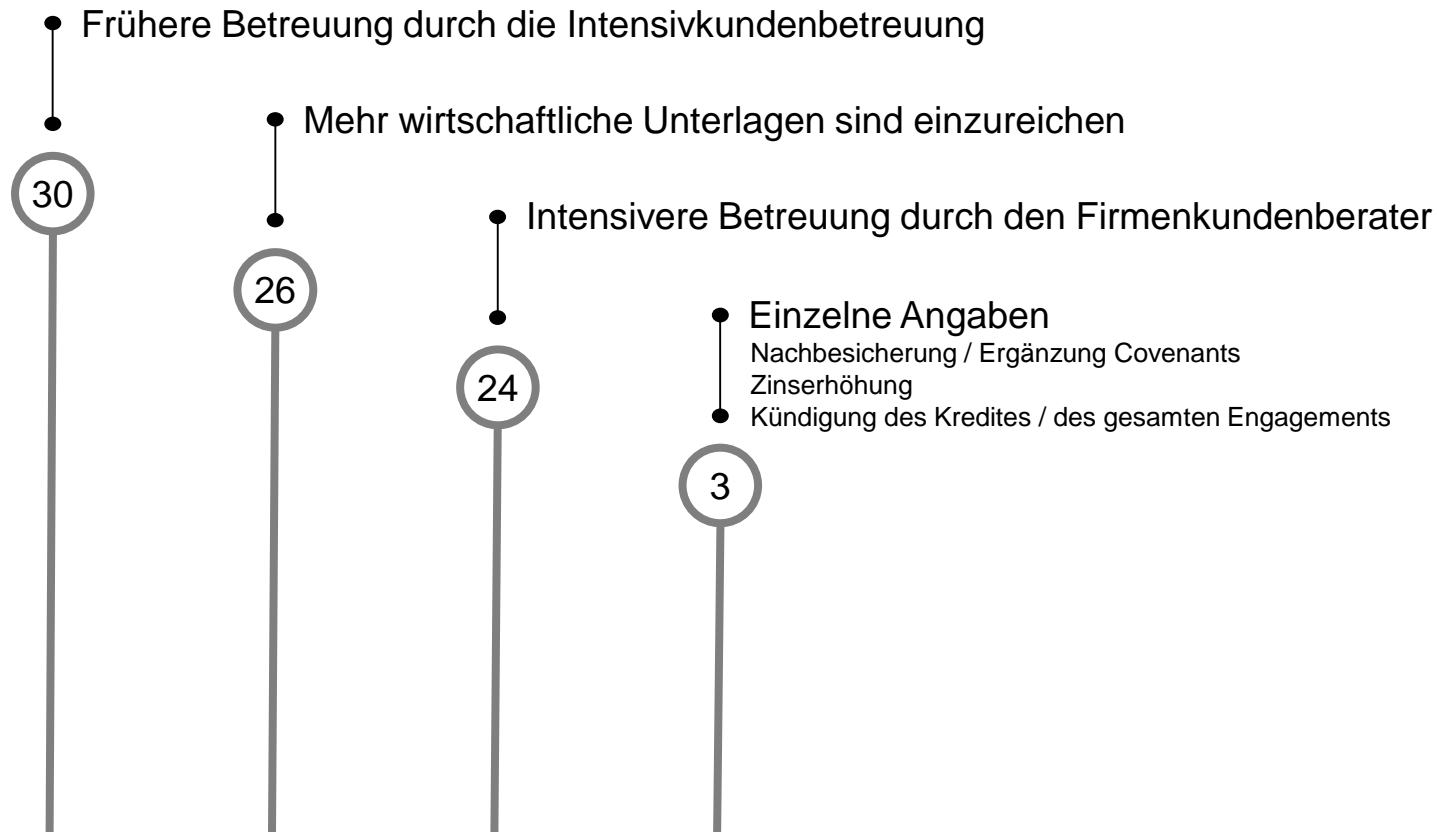 Frühere Betreuung durch die Intensivkundenbetreuung
Mehr wirtschaftliche Unterlagen sind einzureichen
30
Intensivere Betreuung durch den Firmenkundenberater
26
Einzelne Angaben
Nachbesicherung / Ergänzung Covenants
Zinserhöhung
24
Kündigung des Kredites / des gesamten Engagements
3